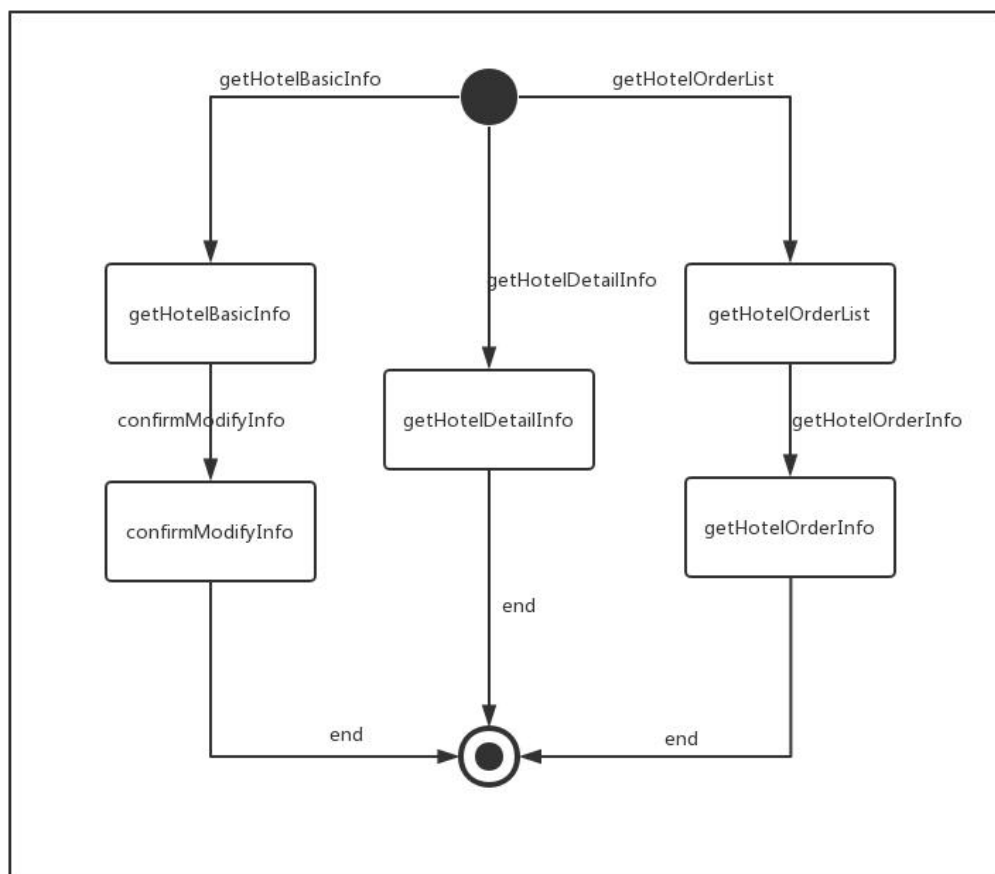 getHotelBasicInfo
getHotelOrderList
getHotelDetailInfo
getHotelBasicInfo
getHotelOrderList
confirmModifyInfo
getHotelDetailInfo
getHotelOrderInfo
confirmModifyInfo
getHotelOrderInfo
end
end
end